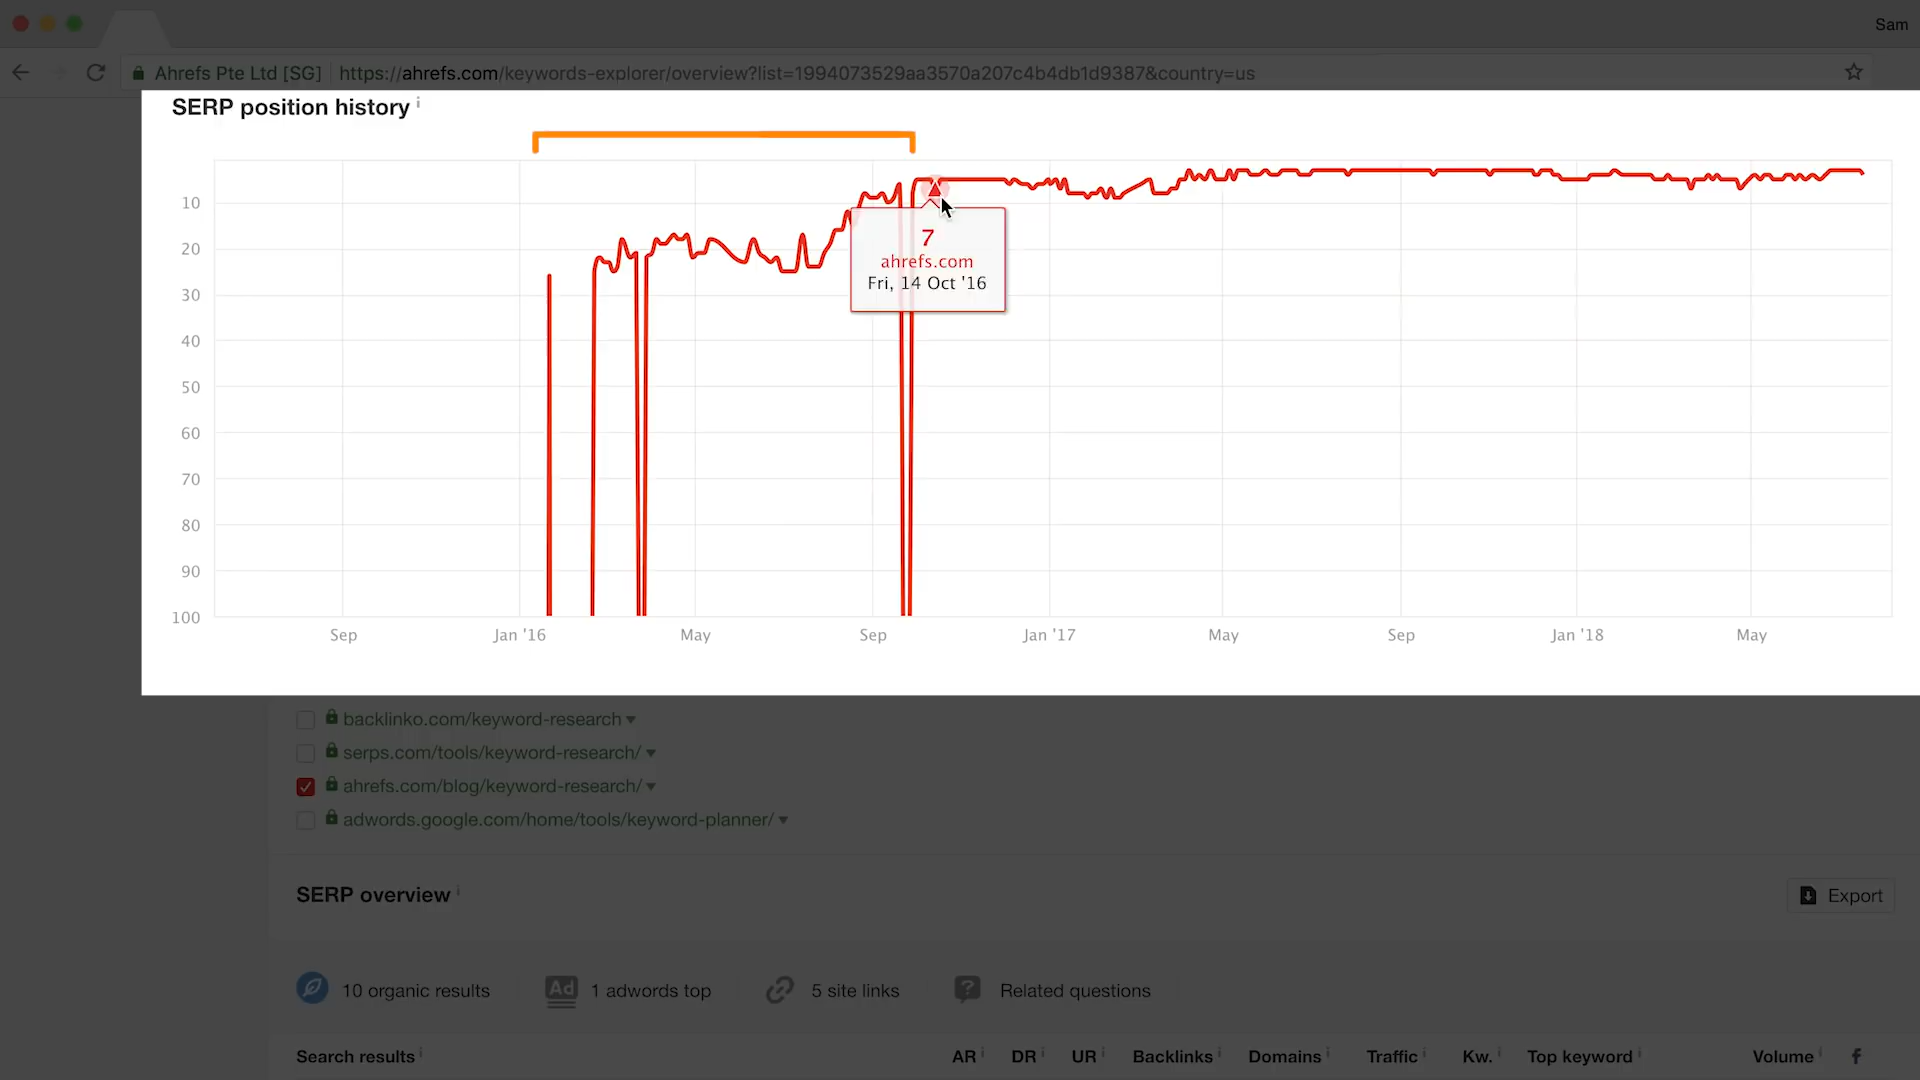 Sam
Ahrefs Pte Ltd [SG] https://ahrefs.com/keywords-explorer/overview?list=1994073529aa3570a207c4b4db1d9387&country=us
SERP position history i
10
20
30
40
50
60
70
80
90
100
7
ahrefs.com
Fri, 14 Oct '16
Sep Jan '16 May Sep Jan '17 May Sep Jan '18 May
backlinko.com/keyword-research
serps.com/tools/keyword-research/
ahrefs.com/blog/keyword-research/
adwords.google.com/home/tools/keyword-planner/
SERP overview i
Export
10 organic results Ad 1 adwords top 5 site links ? Related questions
Search results i AR i DR i UR i Backlinks i Domains i Traffic i Kw. i Top keyword i Volume i f